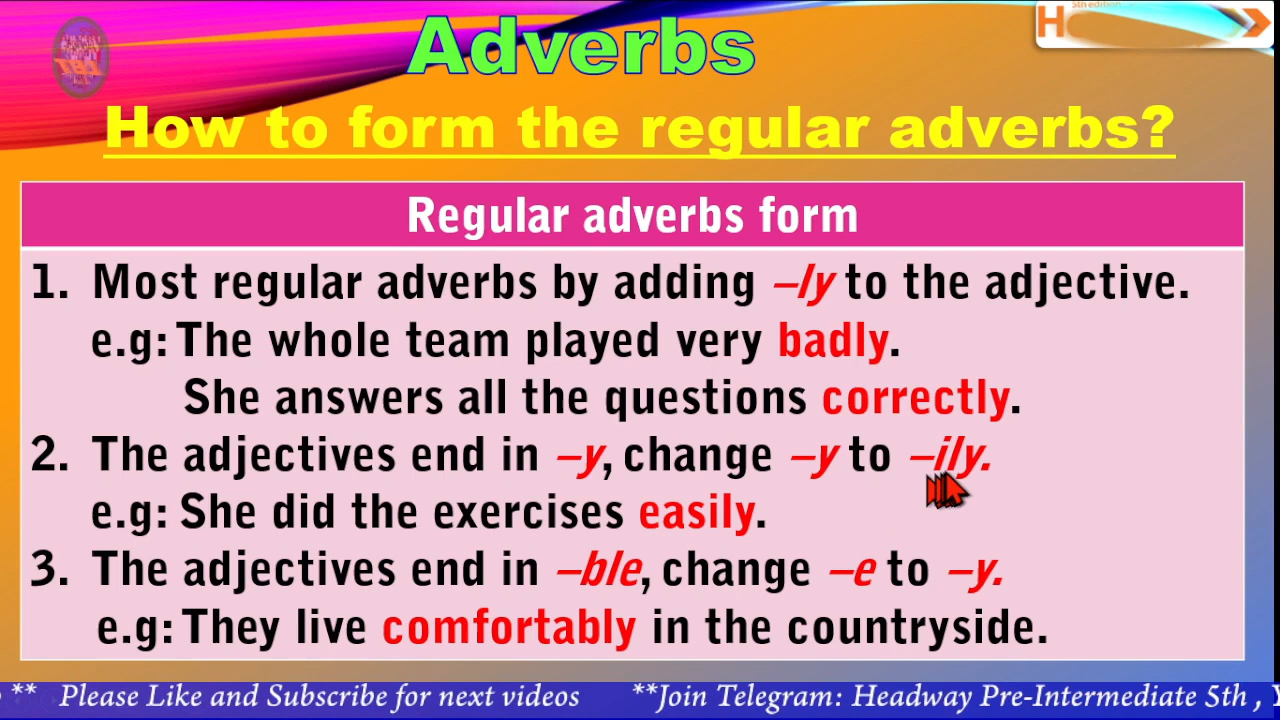 5th edition
H
Adverbs
How to form the regular adverbs?
Regular adverbs form
1. Most regular adverbs by adding –ly to the adjective.
e.g: The whole team played very badly.
She answers all the questions correctly.
2. The adjectives end in –y, change –y to –ily.
e.g: She did the exercises easily.
3. The adjectives end in –ble, change –e to –y.
e.g: They live comfortably in the countryside.
** Please Like and Subscribe for next videos **Join Telegram: Headway Pre-Intermediate 5th ,